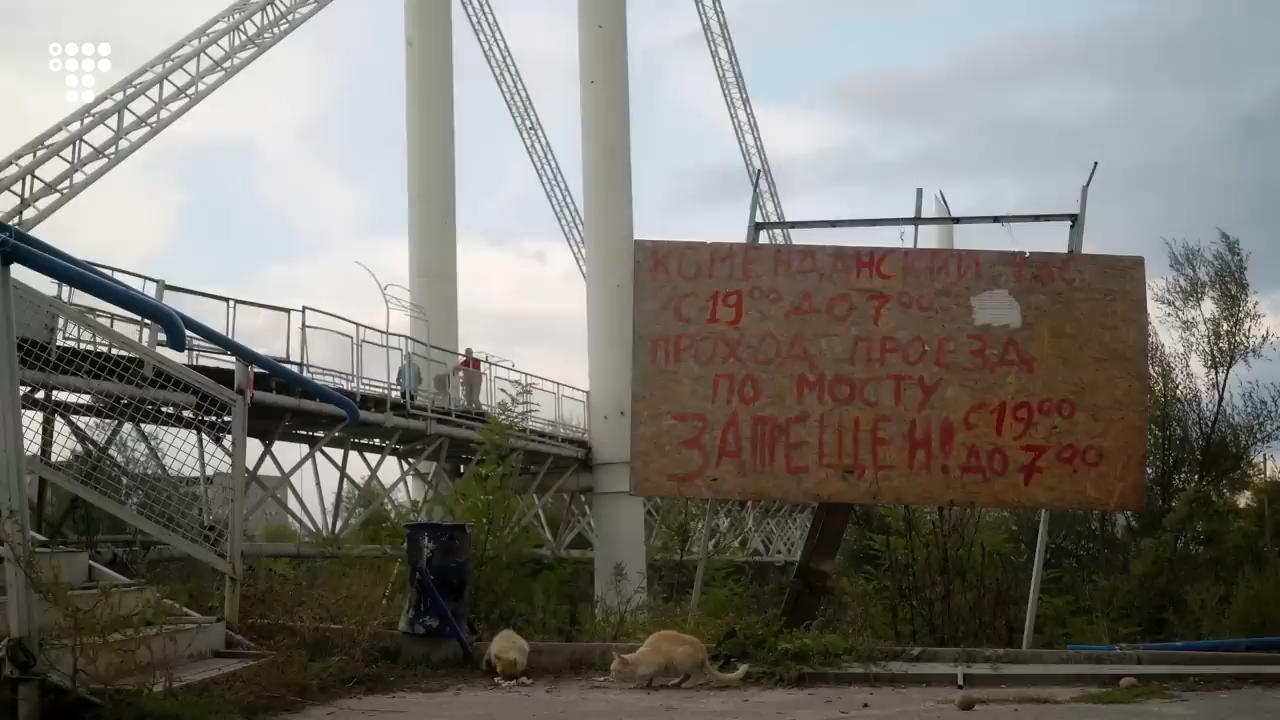 КОМЕНДАНСКИЙ ЧАС
С 19⁰⁰ ДО 7⁰⁰
ПРОХОД, ПРОЕЗД
ПО МОСТУ
ЗАПРЕЩЕН! С 19⁰⁰
ДО 7⁰⁰